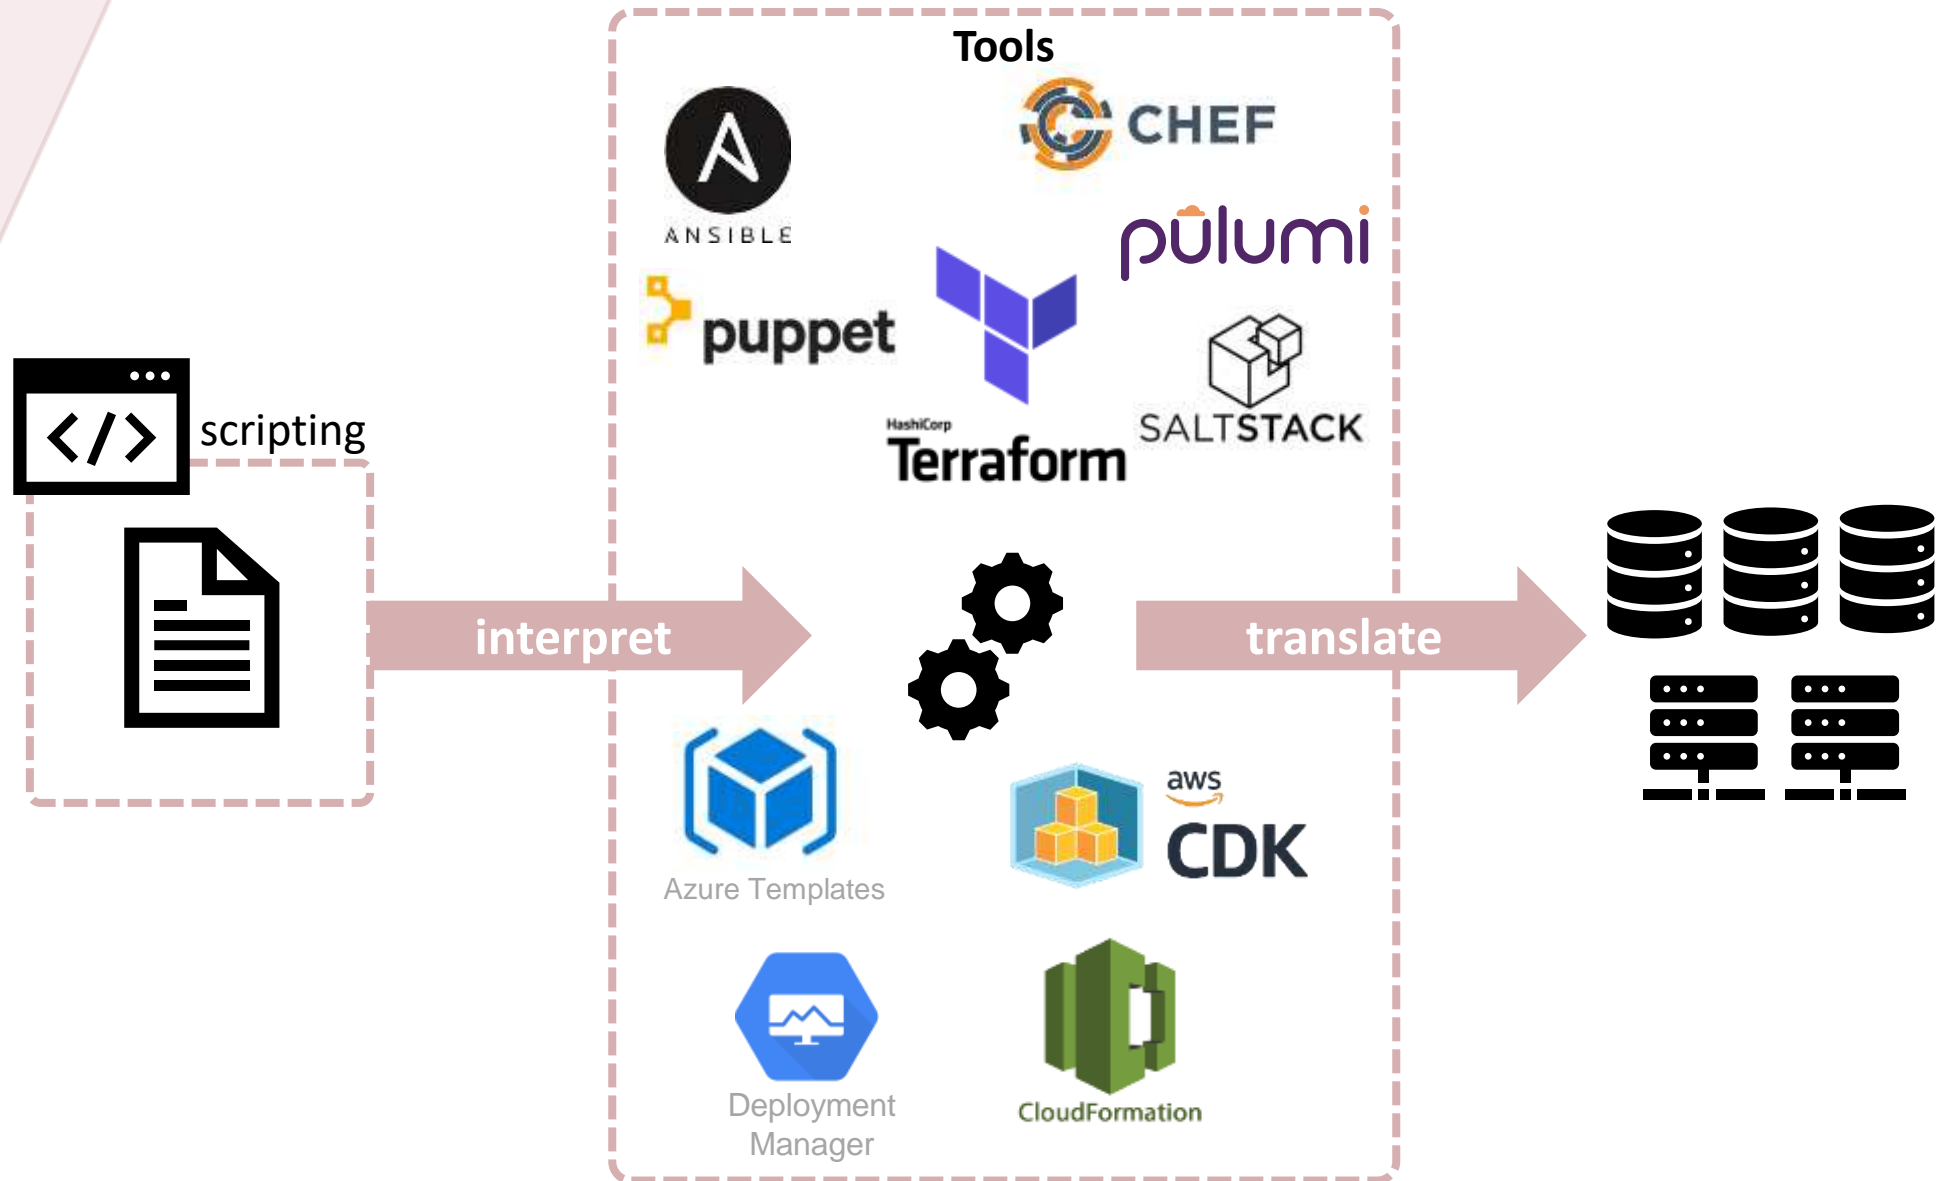 Tools
CHEF
ANSIBLE
pulumi
puppet
HashiCorp
Terraform
SALTSTACK
</>
scripting
interpret
translate
Azure Templates
aws
CDK
Deployment
Manager
CloudFormation